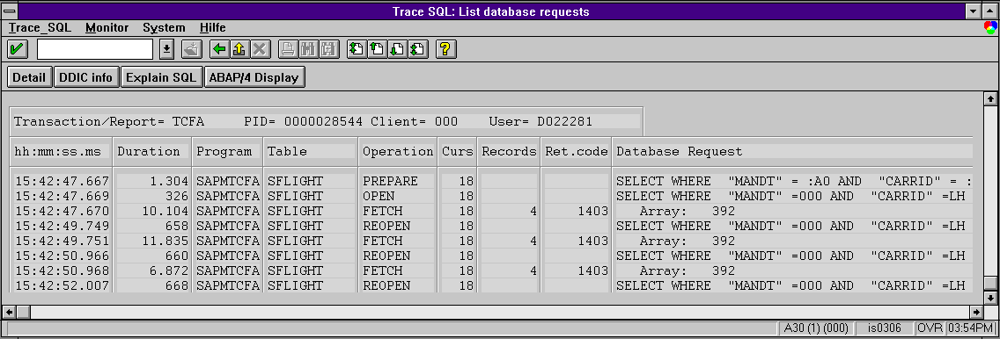 Trace SQL: List database requests
Trace_SQL Monitor System Hilfe
Detail DDIC info Explain SQL ABAP/4 Display
Transaction/Report= TCFA PID= 0000028544 Client= 000 User= D022281
hh:mm:ss.ms Duration Program Table Operation Curs Records Ret.code Database Request
15:42:47.667 1.304 SAPMTCFA SFLIGHT PREPARE 18 SELECT WHERE "MANDT" = :A0 AND "CARRID" = :
15:42:47.669 326 SAPMTCFA SFLIGHT OPEN 18 SELECT WHERE "MANDT" =000 AND "CARRID" =LH
15:42:47.670 10.104 SAPMTCFA SFLIGHT FETCH 18 4 1403 Array: 392
15:42:49.749 658 SAPMTCFA SFLIGHT REOPEN 18 SELECT WHERE "MANDT" =000 AND "CARRID" =LH
15:42:49.751 11.835 SAPMTCFA SFLIGHT FETCH 18 4 1403 Array: 392
15:42:50.966 660 SAPMTCFA SFLIGHT REOPEN 18 SELECT WHERE "MANDT" =000 AND "CARRID" =LH
15:42:50.968 6.872 SAPMTCFA SFLIGHT FETCH 18 4 1403 Array: 392
15:42:52.007 668 SAPMTCFA SFLIGHT REOPEN 18 SELECT WHERE "MANDT" =000 AND "CARRID" =LH
A30 (1) (000) is0306 OVR 03:54PM